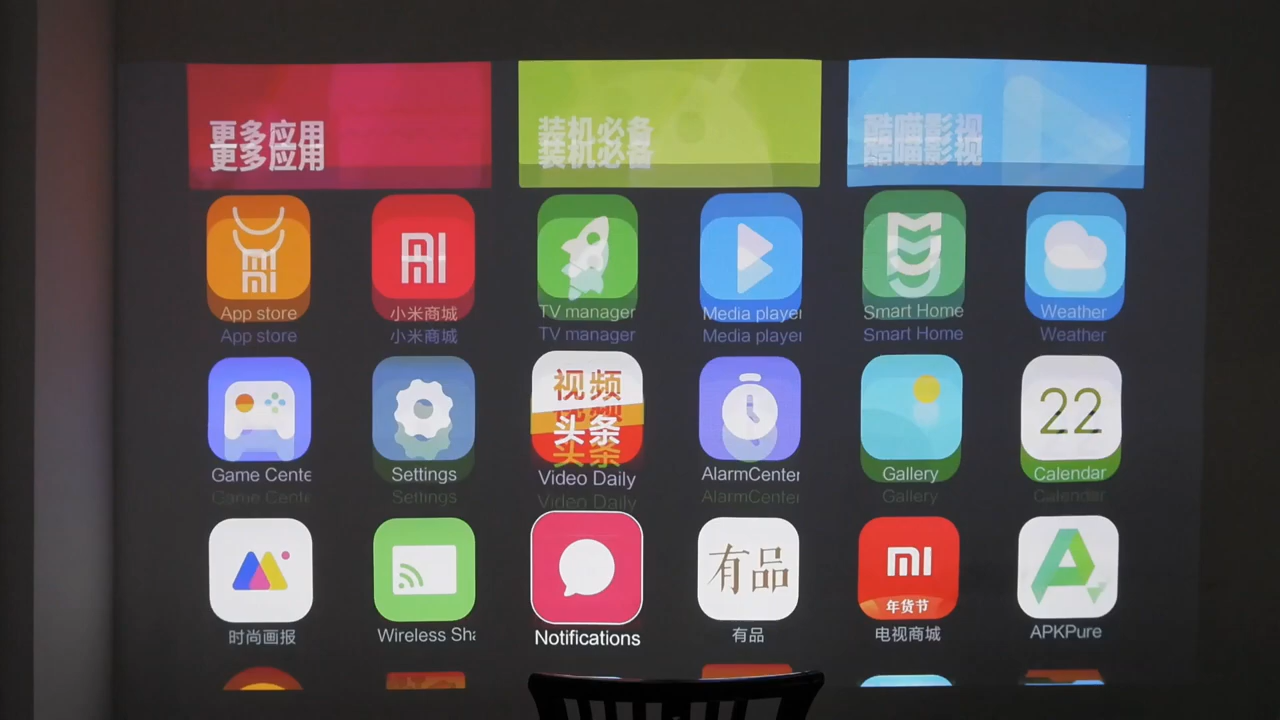 更多应用
装机必备
酷喵影视
App store
小米商城
TV manager
Media player
Smart Home
Weather
视频
头条
22
Game Cente
Settings
Video Daily
AlarmCenter
Gallery
Calendar
有品
mi
年货节
时尚画报
Wireless Sha
Notifications
有品
电视商城
APKPure